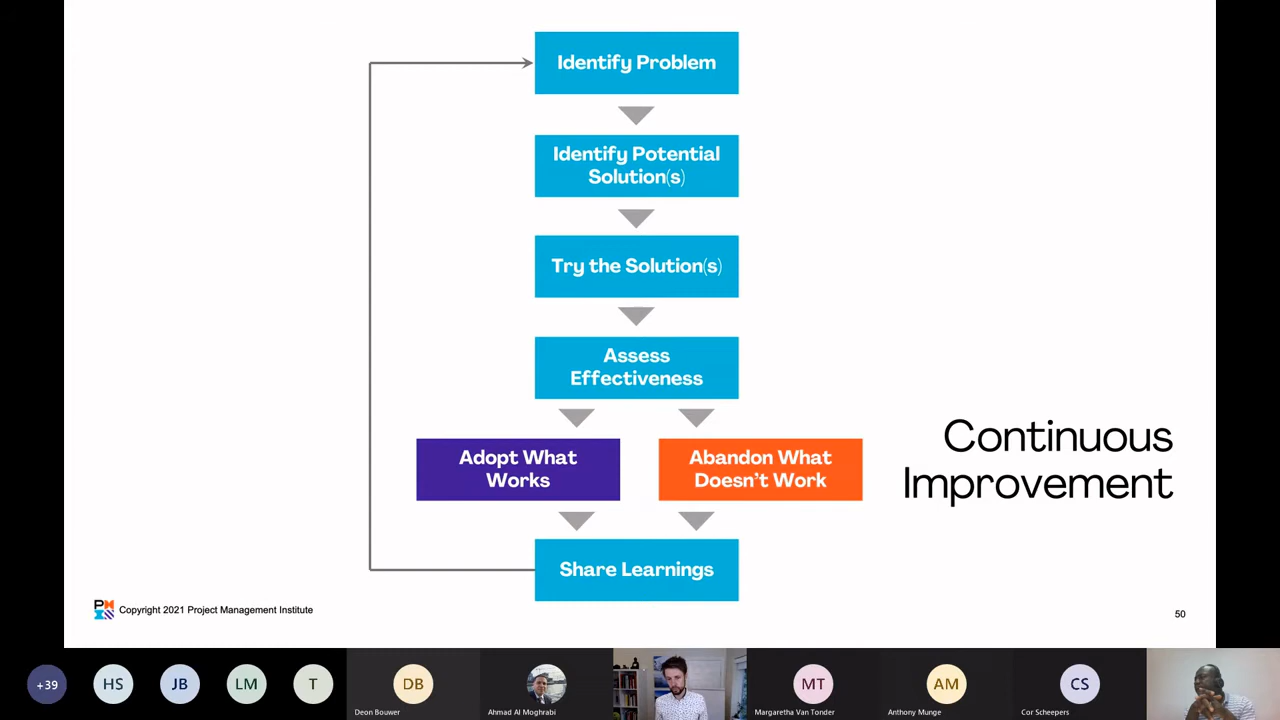 Identify Problem
Identify Potential
Solution(s)
Try the Solution(s)
Assess
Effectiveness
Adopt What
Works
Abandon What
Doesn't Work
Continuous
Improvement
Share Learnings
Copyright 2021 Project Management Institute
50
+39
HS
JB
LM
T
DB
Deon Bouwer
Ahmad Al Moghrabi
MT
Margaretha Van Tonder
AM
Anthony Munge
CS
Cor Scheepers